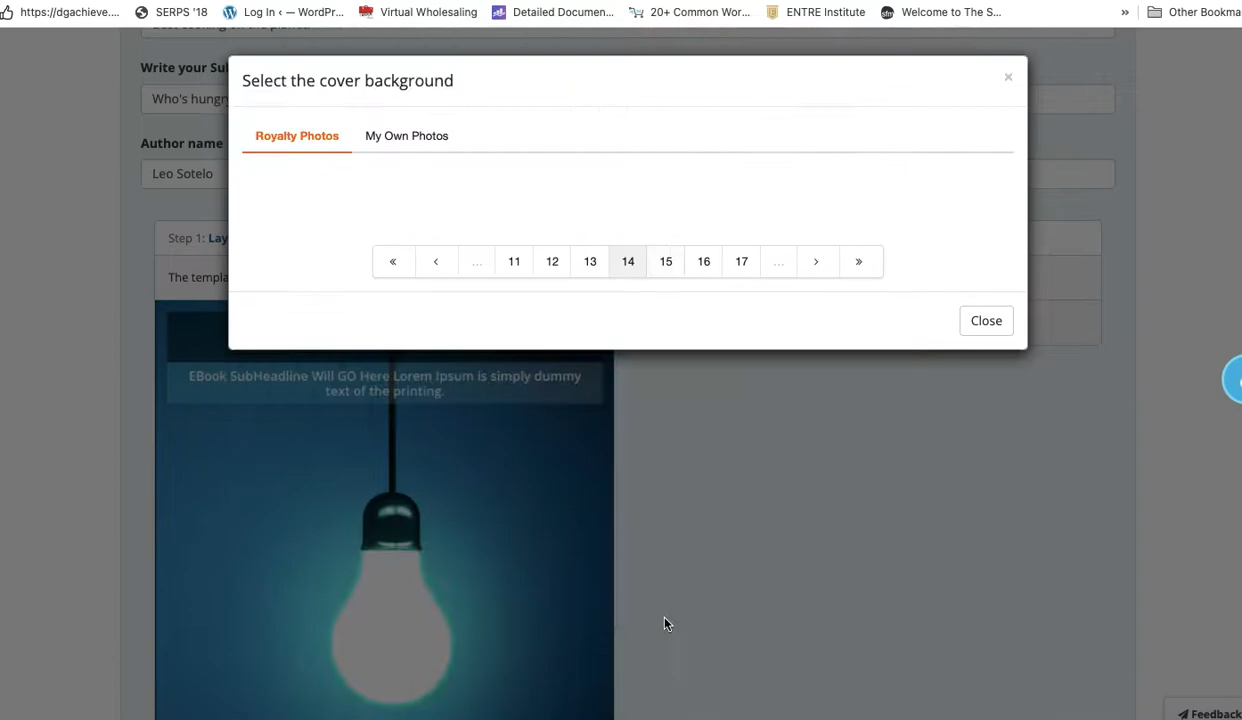 https://dgachieve.... SERPS '18 Log In ‹ — WordPr... Virtual Wholesaling Detailed Documen... 20+ Common Wor... ENTRE Institute sfm Welcome to The S... » Other Bookma
Write your Su
Select the cover background ×
Who's hungry
Royalty Photos My Own Photos
Author name
Leo Sotelo
Step 1: Lay
« ‹ ... 11 12 13 14 15 16 17 ... › »
The templa
Close
EBook SubHeadline Will GO Here Lorem Ipsum is simply dummy
text of the printing.
Feedback